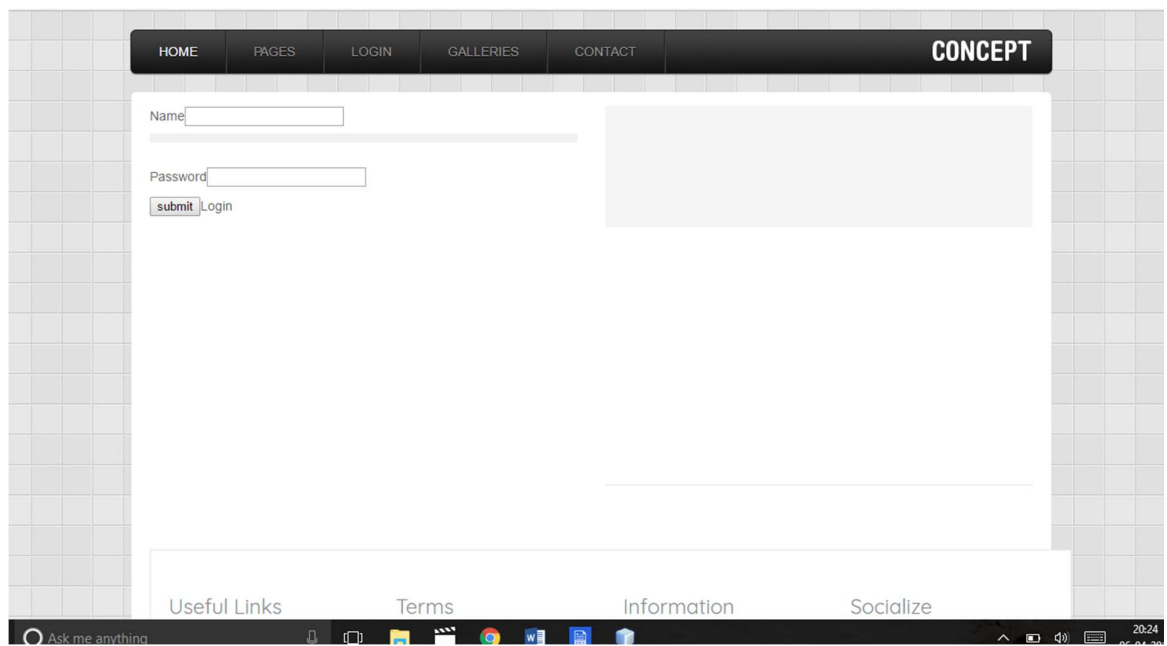 HOME PAGES LOGIN GALLERIES CONTACT CONCEPT
Name
Password
submit Login
Useful Links Terms Information Socialize
Ask me anything
20:24